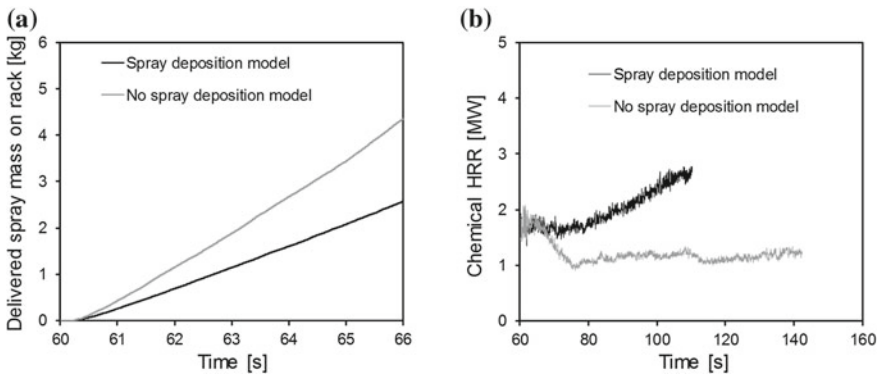 (a)
Delivered spray mass on rack [kg]
6
5
4
3
2
1
0
Spray deposition model
No spray deposition model
60 61 62 63 64 65 66
Time [s]
(b)
Chemical HRR [MW]
5
4
3
2
1
0
Spray deposition model
No spray deposition model
60 80 100 120 140 160
Time [s]